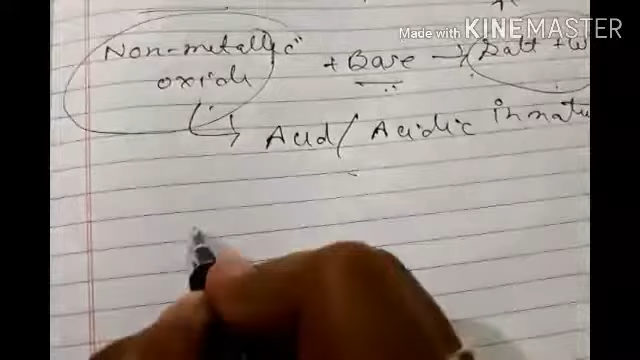 Made with KINEMASTER
Non-metallic
oxide + Base → Salt + W
Acid/ Acidic in natu